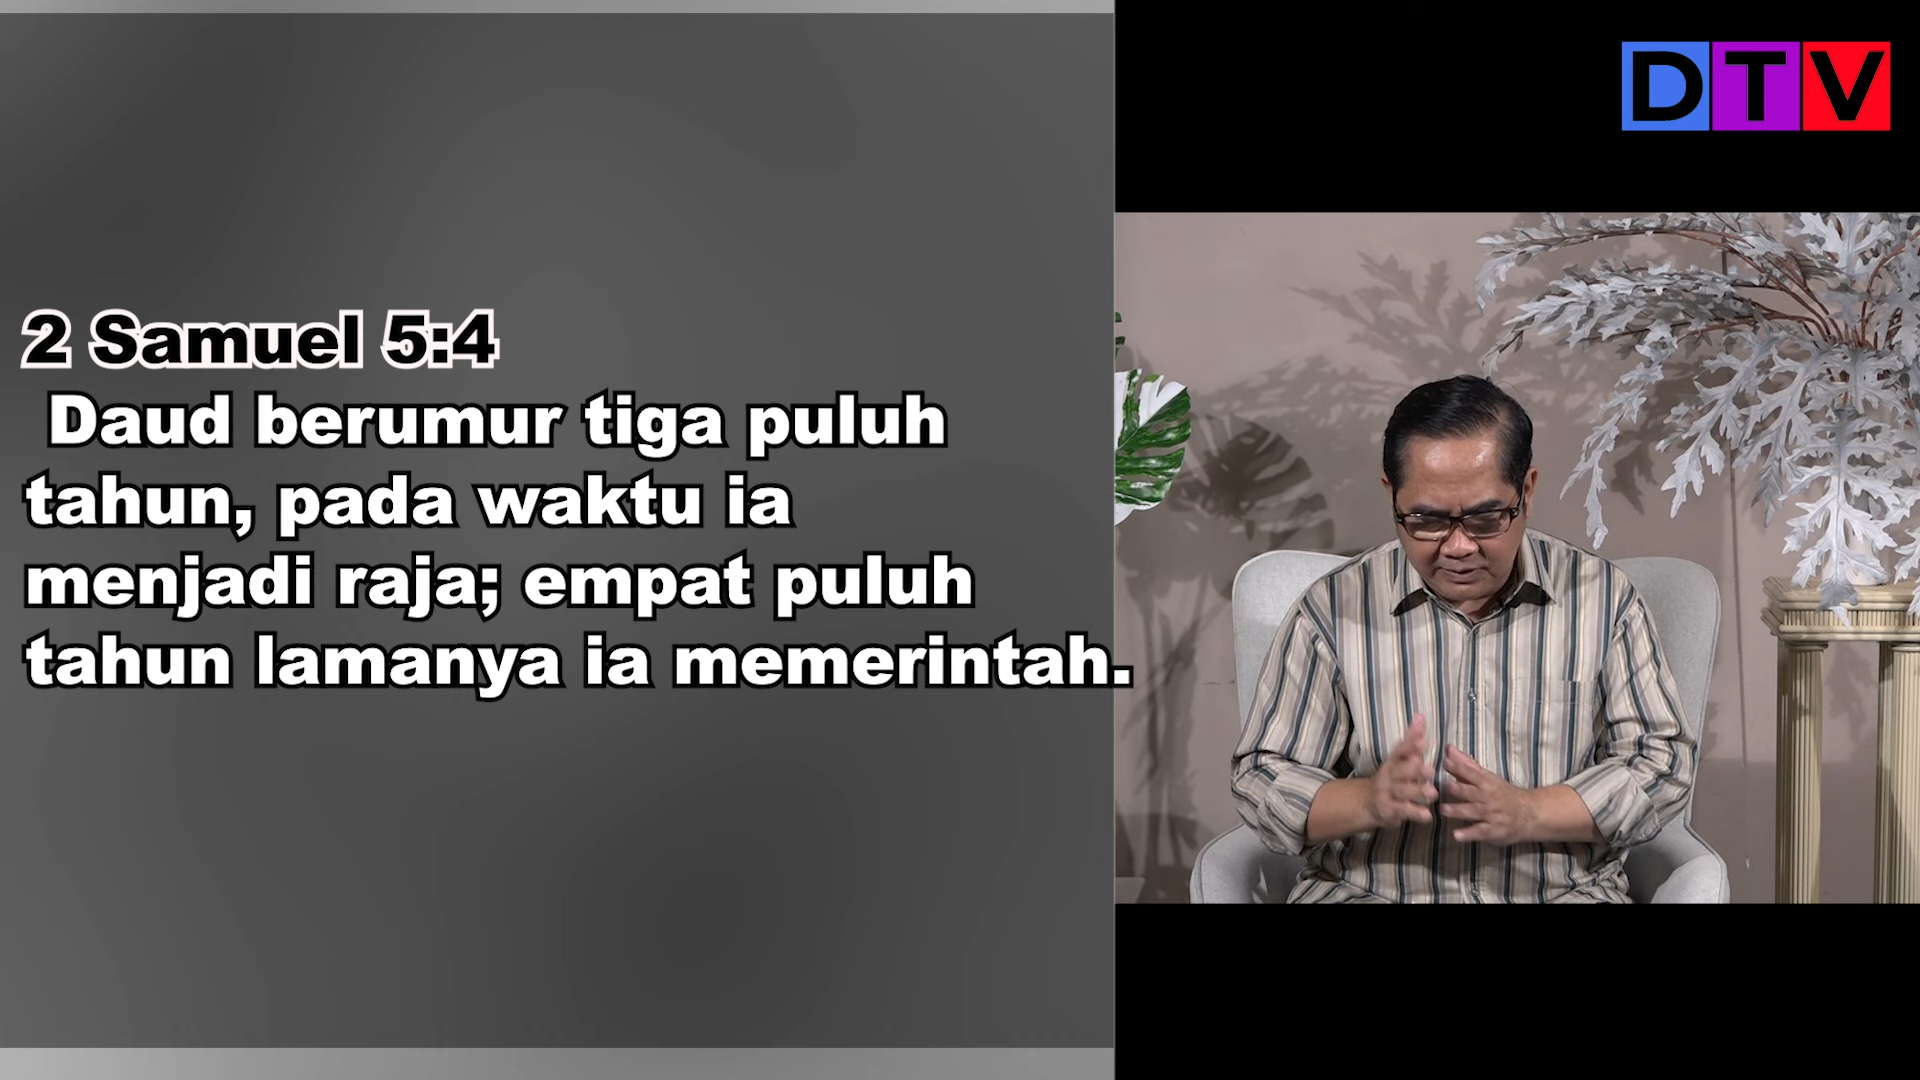 2 Samuel 5:4
Daud berumur tiga puluh
tahun, pada waktu ia
menjadi raja; empat puluh
tahun lamanya ia memerintah.
DTV